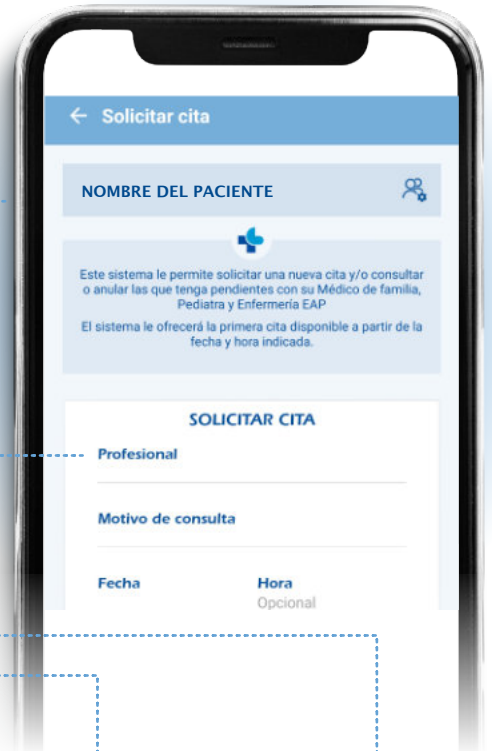 ← Solicitar cita
NOMBRE DEL PACIENTE
Este sistema le permite solicitar una nueva cita y/o consultar
o anular las que tenga pendientes con su Médico de familia,
Pediatra y Enfermería EAP
El sistema le ofrecerá la primera cita disponible a partir de la
fecha y hora indicada.
SOLICITAR CITA
Profesional
Motivo de consulta
Fecha Hora
Opcional